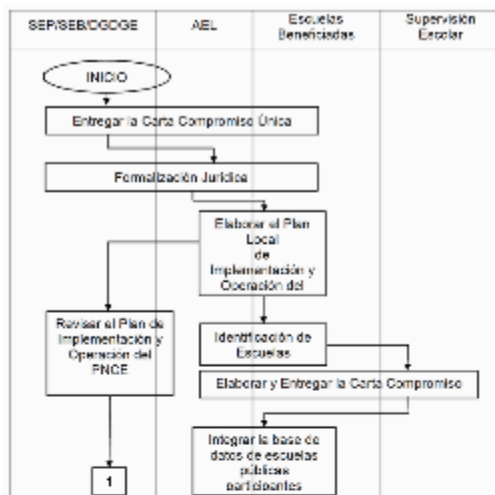 SEP/SEB/DGDGE
AEL
Escuelas
Beneficiadas
Supervisión
Escolar
INICIO
Entregar la Carta Compromiso Única
Formalización Jurídica
Elaborar el Plan
Local
de
Implementación y
Operación del
Revisar el Plan de
Implementación y
Operación del
PNCE
Identificación de
Escuelas
Elaborar y Entregar la Carta Compromiso
Integrar la base de
datos de escuelas
públicas
participantes
1